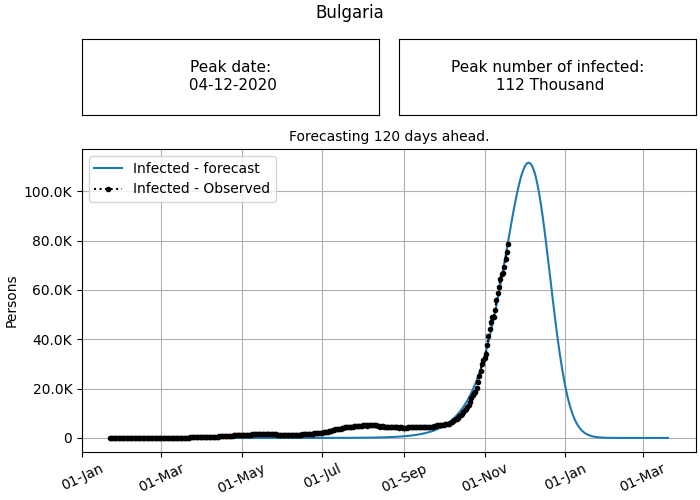 Bulgaria
Peak date:
04-12-2020
Peak number of infected:
112 Thousand
Forecasting 120 days ahead.
Infected - forecast
Infected - Observed
100.0K
80.0K
60.0K
40.0K
20.0K
0
Persons
01-Jan
01-Mar
01-May
01-Jul
01-Sep
01-Nov
01-Jan
01-Mar